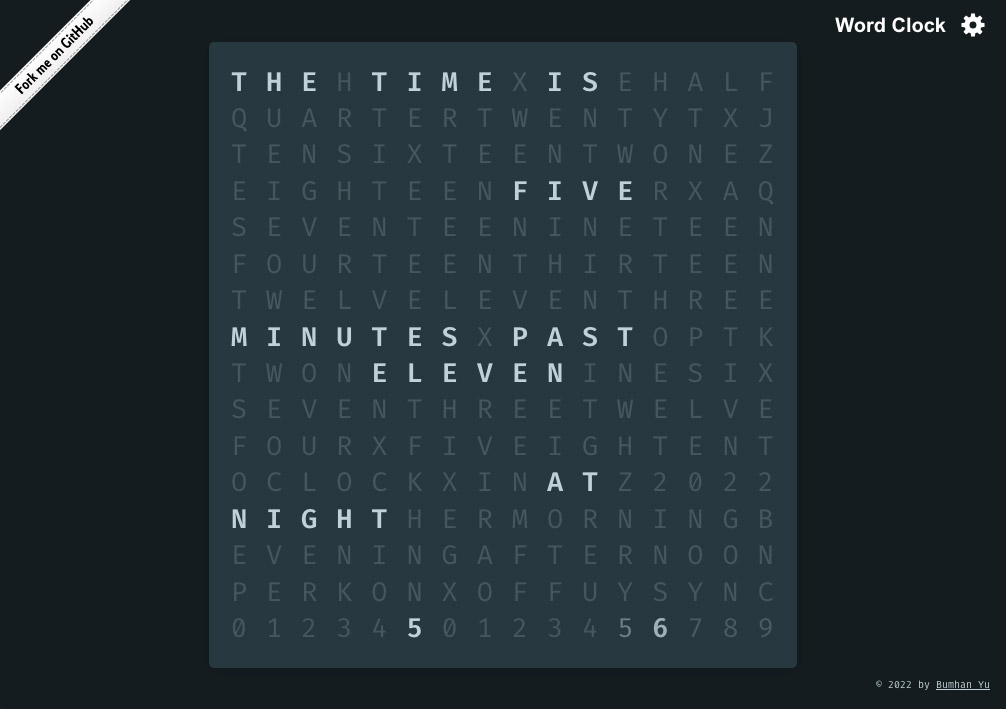 Fork me on GitHub
Word Clock
THEHTIMEXISEHALF
QUARTERTWENTYTXJ
TENSIXTEENTWONEZ
EIGHTEENFIVERXAQ
SEVENTEENINETEEN
FOURTEENTHIRTEEN
TWELVELEVENTHREE
MINUTESXPASTOPTK
TWONELEVENINESIX
SEVENTHREETWELVE
FOURXFIVEIGHTENT
OCLOCKXINATZ2022
NIGHTHERMORNINGB
EVENINGAFTERNOON
PERKONXOFFUYSYNC
0123450123456789
© 2022 by Bumhan Yu